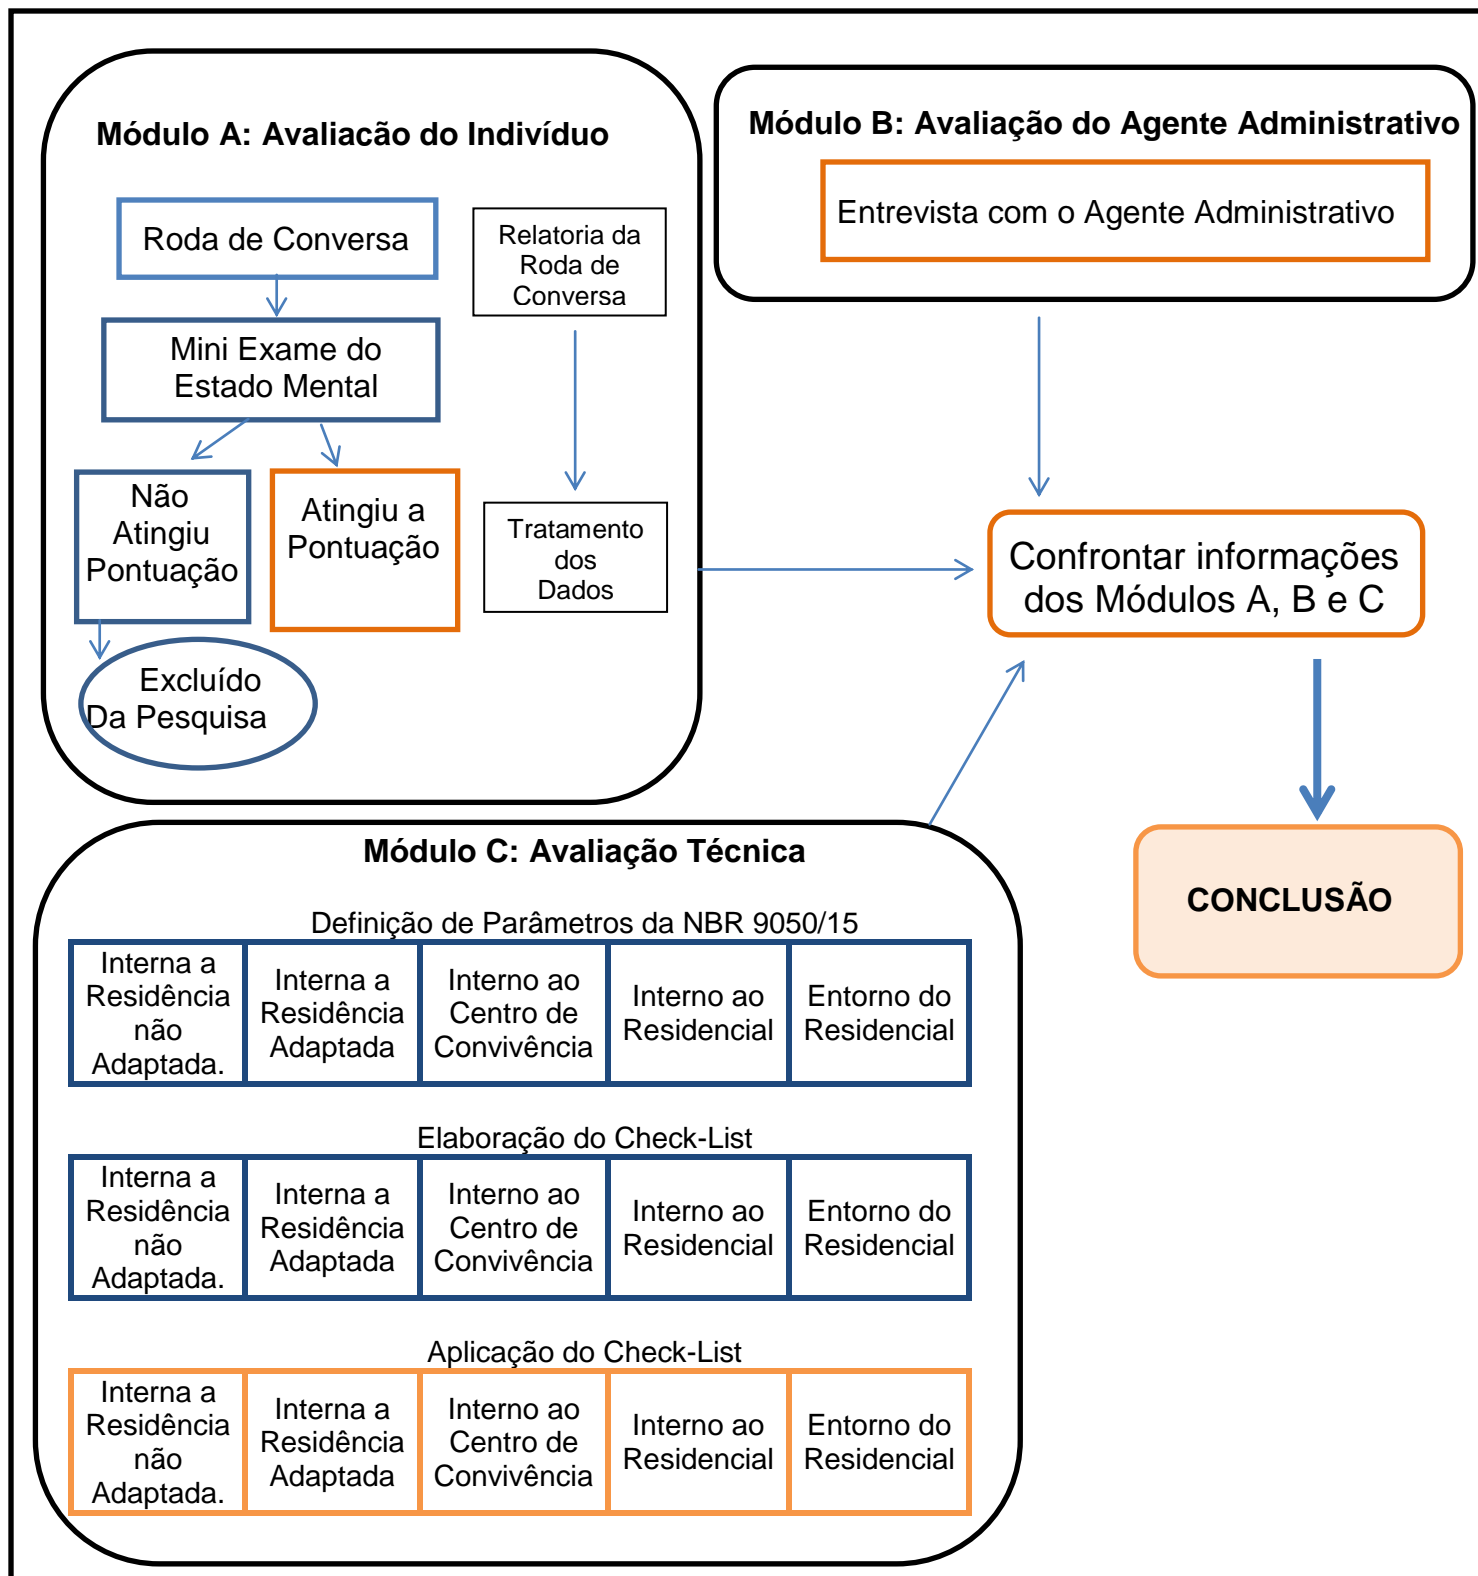 Módulo A: Avaliacão do Indivíduo
Roda de Conversa
Mini Exame do
Estado Mental
Não
Atingiu
Pontuação
Atingiu a
Pontuação
Excluído
Da Pesquisa
Relatoria da
Roda de
Conversa
Tratamento
dos
Dados
Módulo B: Avaliação do Agente Administrativo
Entrevista com o Agente Administrativo
Confrontar informações
dos Módulos A, B e C
CONCLUSÃO
Módulo C: Avaliação Técnica
Definição de Parâmetros da NBR 9050/15
Interna a
Residência
não
Adaptada.
Interna a
Residência
Adaptada
Interno ao
Centro de
Convivência
Interno ao
Residencial
Entorno do
Residencial
Elaboração do Check-List
Interna a
Residência
não
Adaptada.
Interna a
Residência
Adaptada
Interno ao
Centro de
Convivência
Interno ao
Residencial
Entorno do
Residencial
Aplicação do Check-List
Interna a
Residência
não
Adaptada.
Interna a
Residência
Adaptada
Interno ao
Centro de
Convivência
Interno ao
Residencial
Entorno do
Residencial